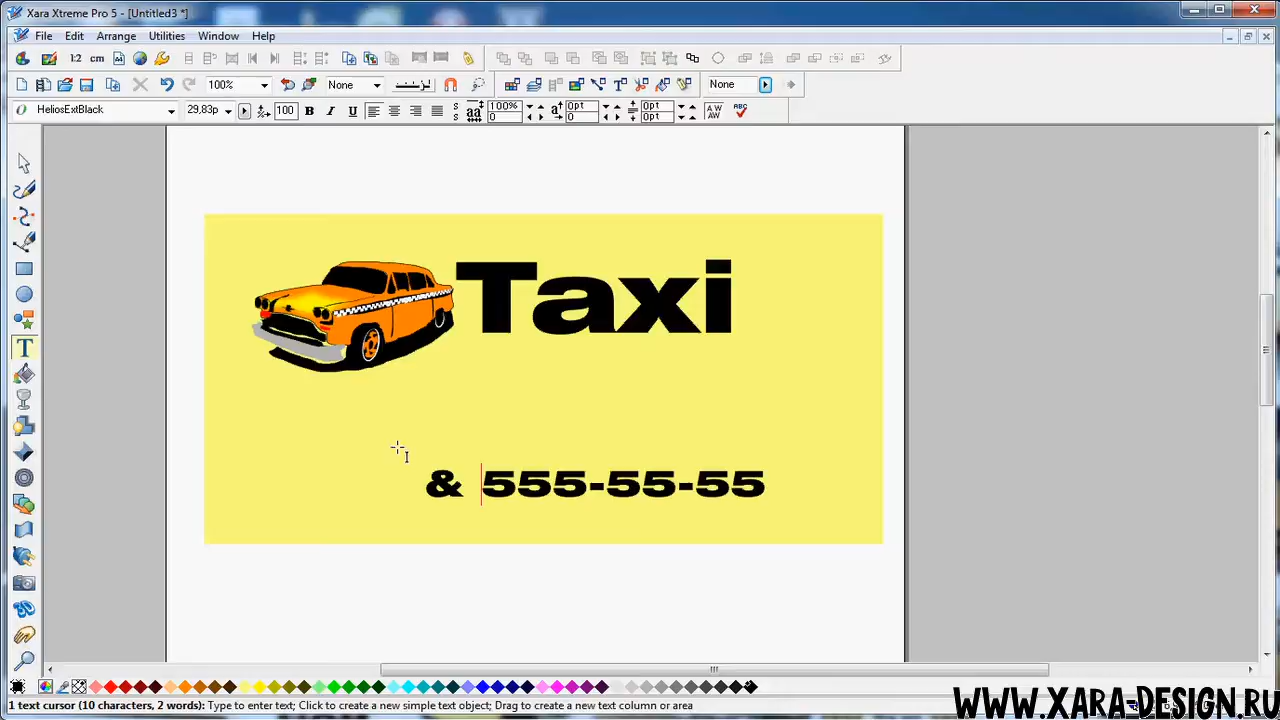 Xara Xtreme Pro 5 - [Untitled3 *]
File Edit Arrange Utilities Window Help
1:2 cm
100% None None
HeliosExtBlack 29,83p 100 B I U 100% 0pt 0pt
0 0 0pt
Taxi
& 555-55-55
1 text cursor (10 characters, 2 words): Type to enter text; Click to create a new simple text object; Drag to create a new text column or area
WWW.XARA-DESIGN.RU